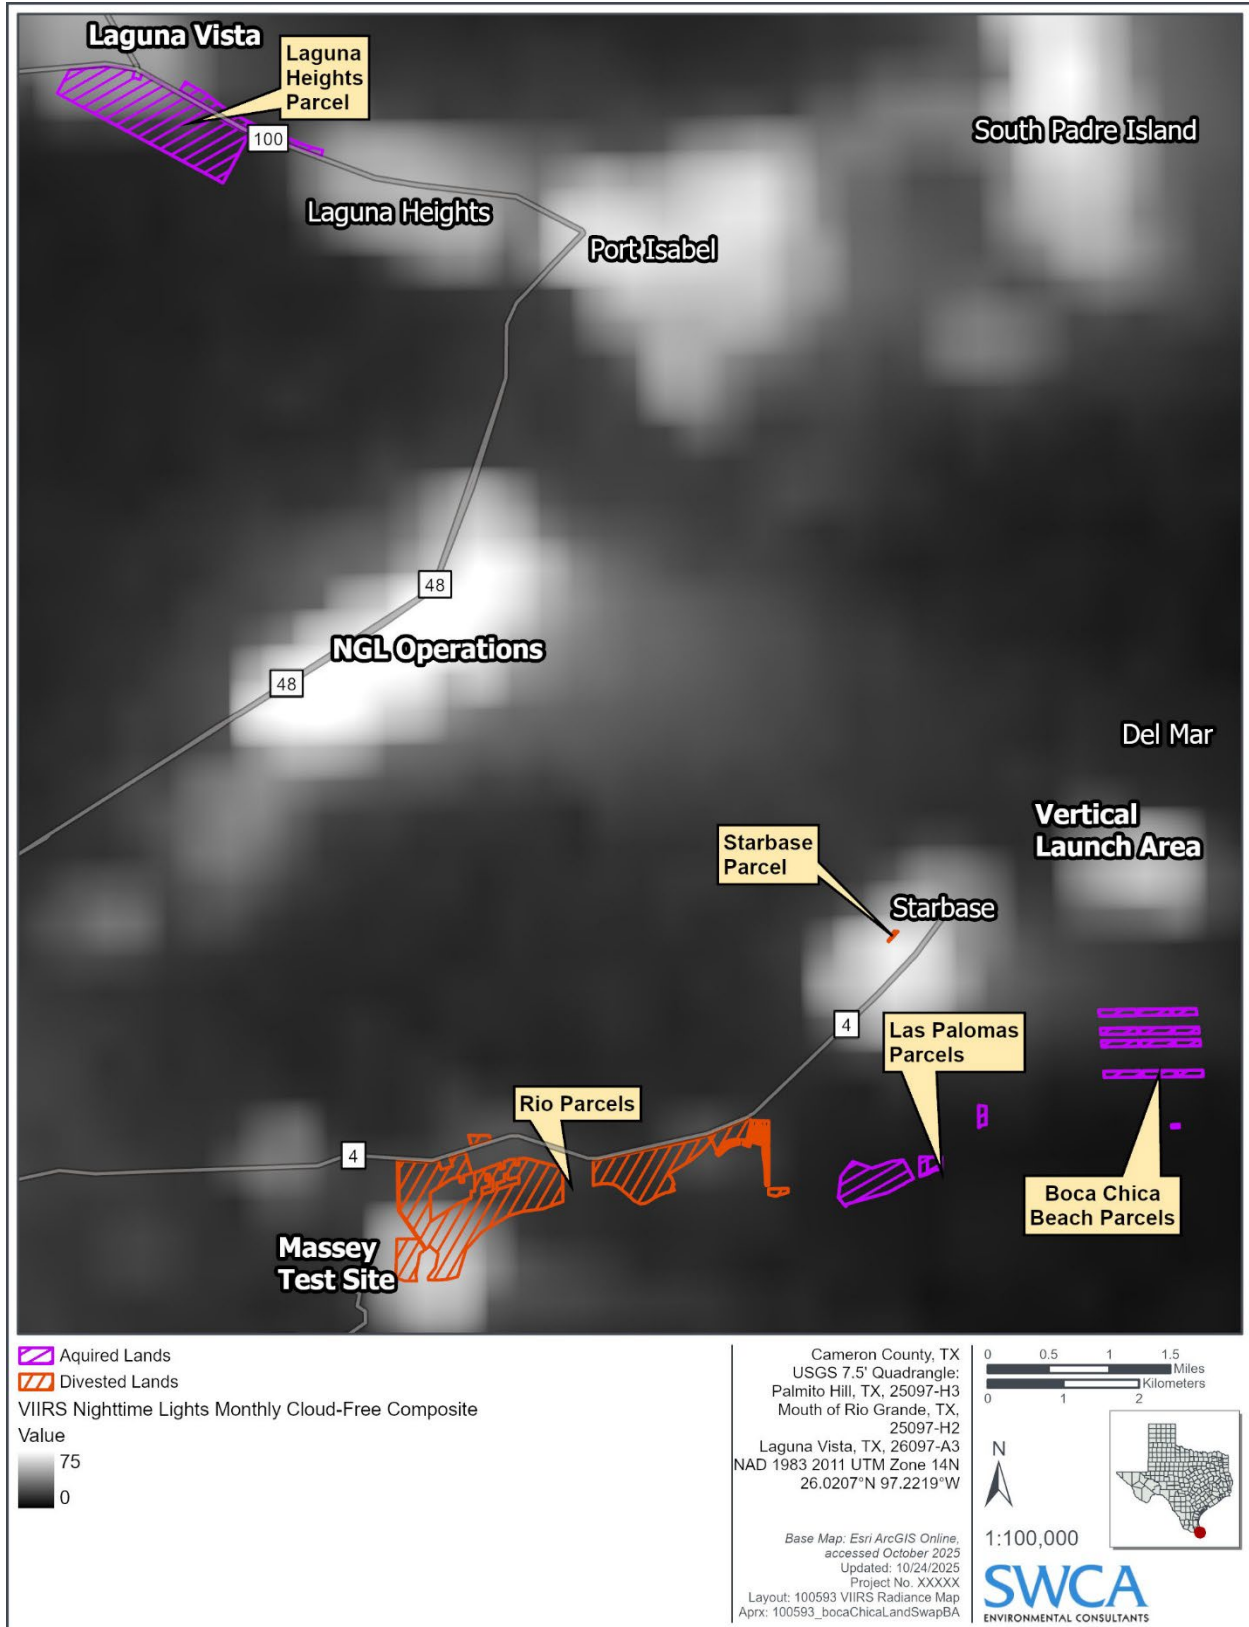 Laguna Vista
Laguna
Heights
Parcel
South Padre Island
100
Laguna Heights
Port Isabel
48
NGL Operations
48
Del Mar
Vertical
Launch Area
Starbase
Parcel
Starbase
4
Las Palomas
Parcels
Rio Parcels
4
Boca Chica
Beach Parcels
Massey
Test Site
Aquired Lands
Divested Lands
VIIRS Nighttime Lights Monthly Cloud-Free Composite
Value
75
0
Cameron County, TX
USGS 7.5' Quadrangle:
Palmito Hill, TX, 25097-H3
Mouth of Rio Grande, TX,
25097-H2
Laguna Vista, TX, 26097-A3
NAD 1983 2011 UTM Zone 14N
26.0207°N 97.2219°W
Base Map: Esri ArcGIS Online,
accessed October 2025
Updated: 10/24/2025
Project No. XXXXX
Layout: 100593 VIIRS Radiance Map
Aprx: 100593_bocaChicaLandSwapBA
0 0.5 1 1.5
Miles
Kilometers
0 1 2
N
1:100,000
SWCA
ENVIRONMENTAL CONSULTANTS